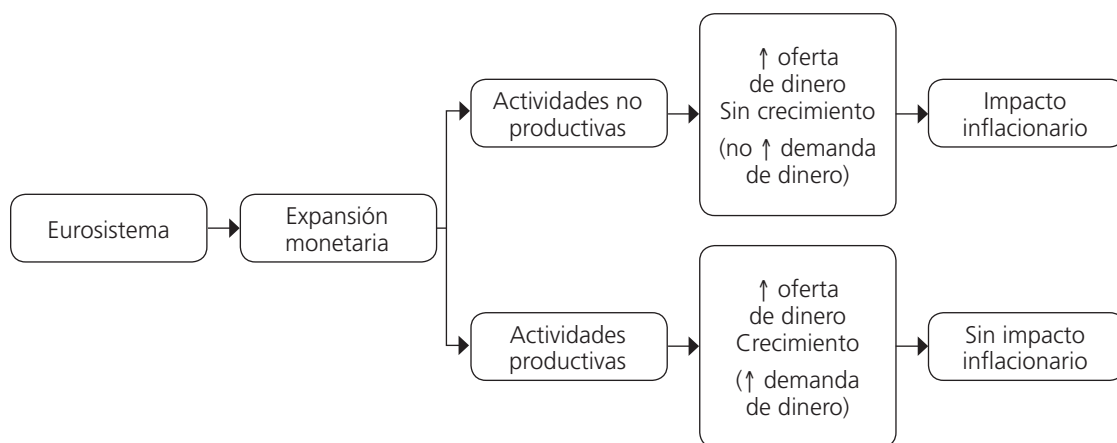 Eurosistema
Expansión
monetaria
Actividades no
productivas
↑ oferta
de dinero
Sin crecimiento
(no ↑ demanda
de dinero)
Impacto
inflacionario
Actividades
productivas
↑ oferta
de dinero
Crecimiento
(↑ demanda
de dinero)
Sin impacto
inflacionario